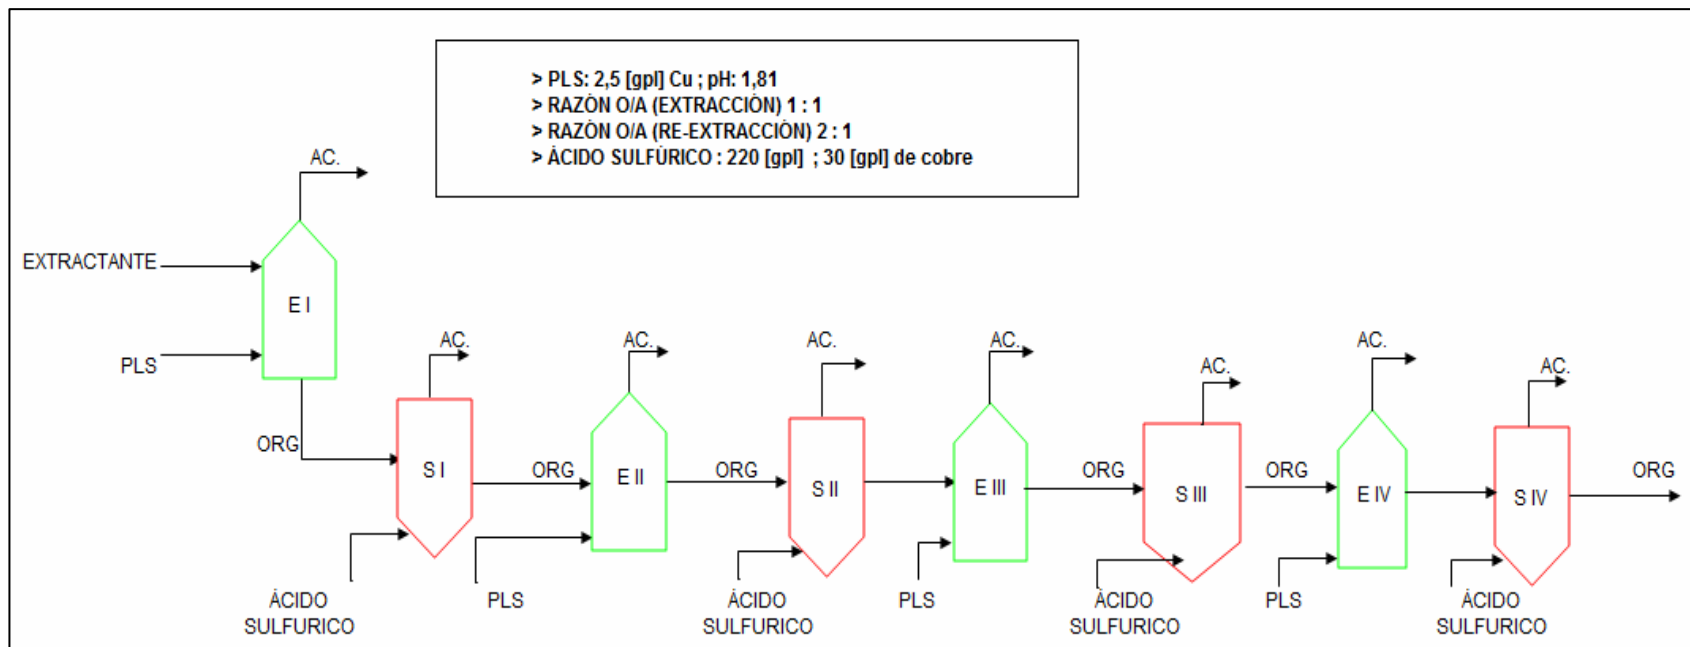 > PLS: 2,5 [gpl] Cu ; pH: 1,81
> RAZÓN O/A (EXTRACCIÓN) 1 : 1
> RAZÓN O/A (RE-EXTRACCIÓN) 2 : 1
> ÁCIDO SULFÚRICO : 220 [gpl] ; 30 [gpl] de cobre
AC.
EXTRACTANTE
E I
PLS
AC.
AC.
AC.
AC.
AC.
AC.
AC.
ORG
S I
ORG
E II
ORG
S II
E III
ORG
S III
ORG
E IV
S IV
ORG
ÁCIDO
SULFURICO
PLS
ÁCIDO
SULFURICO
PLS
ÁCIDO
SULFURICO
PLS
ÁCIDO
SULFURICO